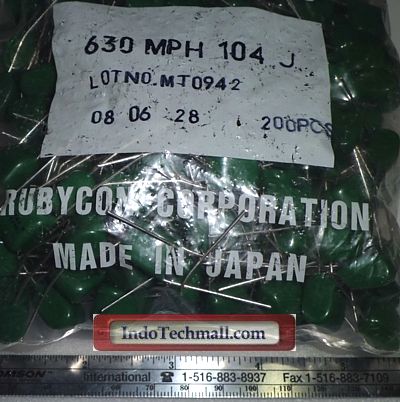 630 MPH 104 J
LOTNO.MT0942
08 06 28 200PCS
RUBYCON CORPORATION
MADE IN JAPAN
IndoTechmall.com
THOMSON International ☎ 1-516-883-8937 Fax 1-516-883-7109